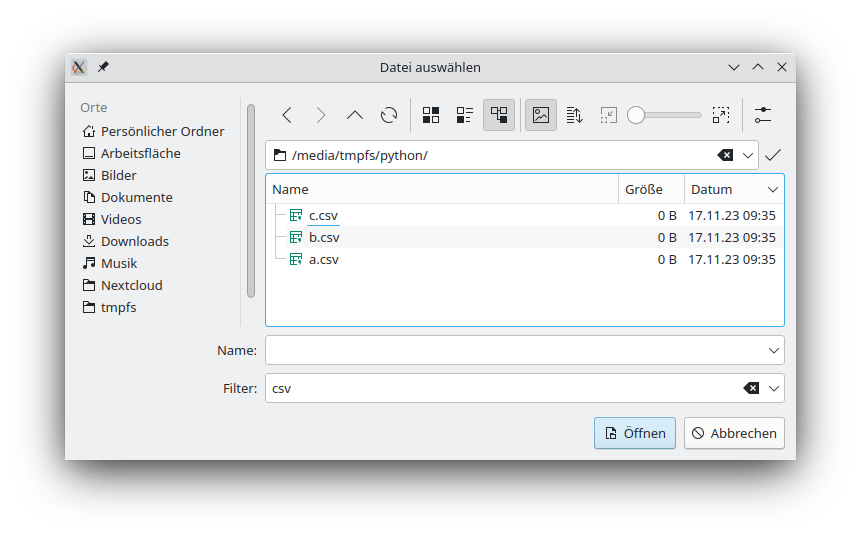 Datei auswählen
Orte
Persönlicher Ordner
Arbeitsfläche
Bilder
Dokumente
Videos
Downloads
Musik
Nextcloud
tmpfs
/media/tmpfs/python/
Name Größe Datum
c.csv 0 B 17.11.23 09:35
b.csv 0 B 17.11.23 09:35
a.csv 0 B 17.11.23 09:35
Name:
Filter: csv
Öffnen Abbrechen